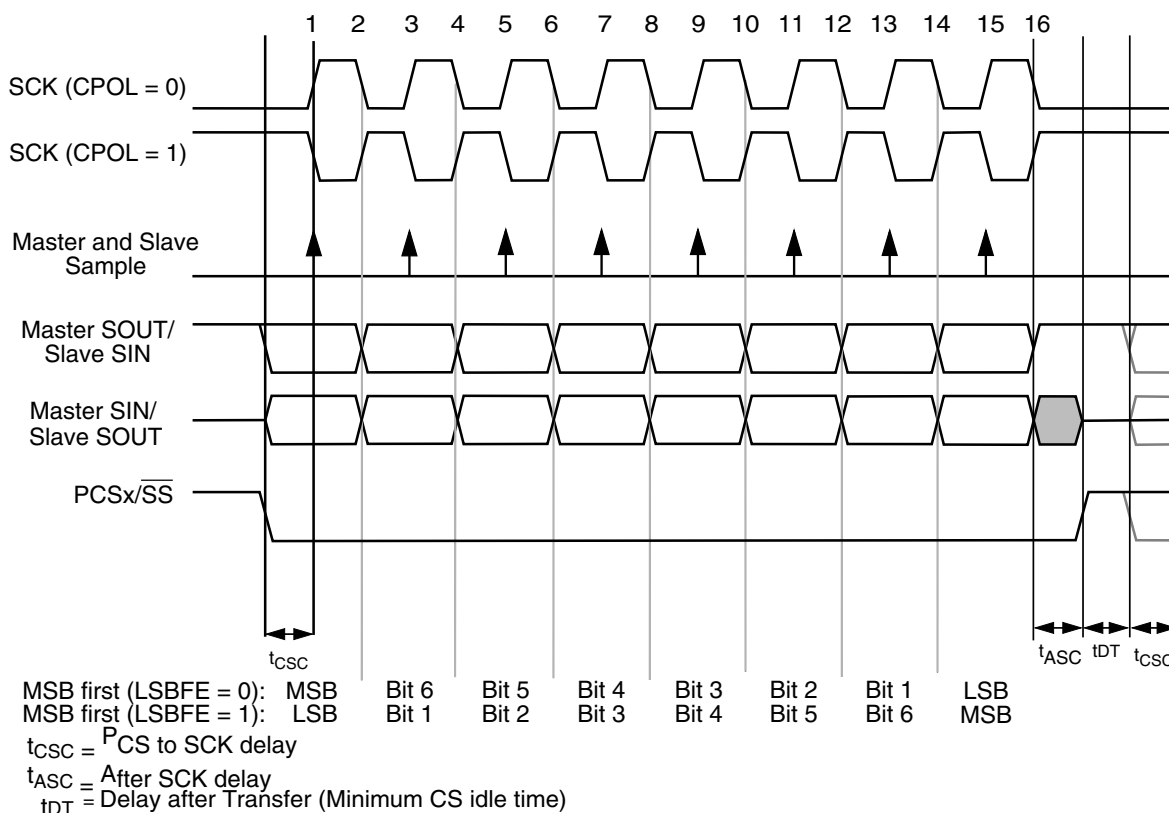 1 2 3 4 5 6 7 8 9 10 11 12 13 14 15 16
SCK (CPOL = 0)
SCK (CPOL = 1)
Master and Slave
Sample
Master SOUT/
Slave SIN
Master SIN/
Slave SOUT
PCSx/SS
tCSC
tASC tDT tCSC
MSB first (LSBFE = 0): MSB Bit 6 Bit 5 Bit 4 Bit 3 Bit 2 Bit 1 LSB
MSB first (LSBFE = 1): LSB Bit 1 Bit 2 Bit 3 Bit 4 Bit 5 Bit 6 MSB
tCSC = PCS to SCK delay
tASC = After SCK delay
tDT = Delay after Transfer (Minimum CS idle time)